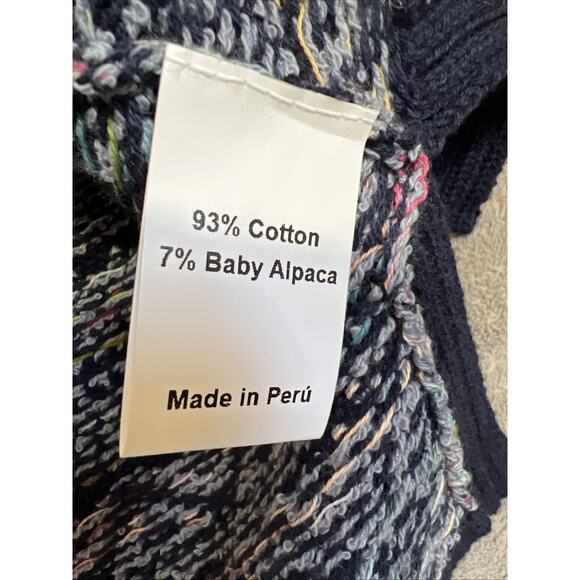 93% Cotton
7% Baby Alpaca
Made in Perú